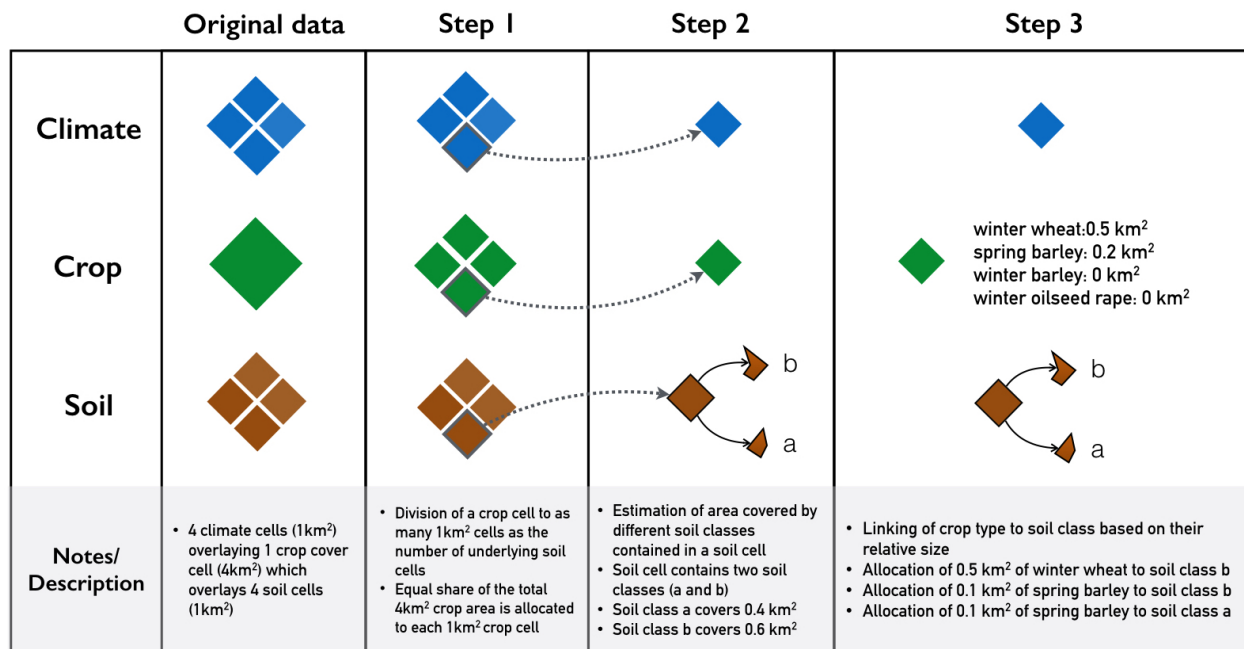 Original data
Step 1
Step 2
Step 3
Climate
Crop
winter wheat:0.5 km²
spring barley: 0.2 km²
winter barley: 0 km²
winter oilseed rape: 0 km²
Soil
b
a
b
a
Notes/
Description
• 4 climate cells (1km²)
overlaying 1 crop cover
cell (4km²) which
overlays 4 soil cells
(1km²)
• Division of a crop cell to as
many 1km² cells as the
number of underlying soil
cells
• Equal share of the total
4km² crop area is allocated
to each 1km² crop cell
• Estimation of area covered by
different soil classes
contained in a soil cell
• Soil cell contains two soil
classes (a and b)
• Soil class a covers 0.4 km²
• Soil class b covers 0.6 km²
• Linking of crop type to soil class based on their
relative size
• Allocation of 0.5 km² of winter wheat to soil class b
• Allocation of 0.1 km² of spring barley to soil class b
• Allocation of 0.1 km² of spring barley to soil class a